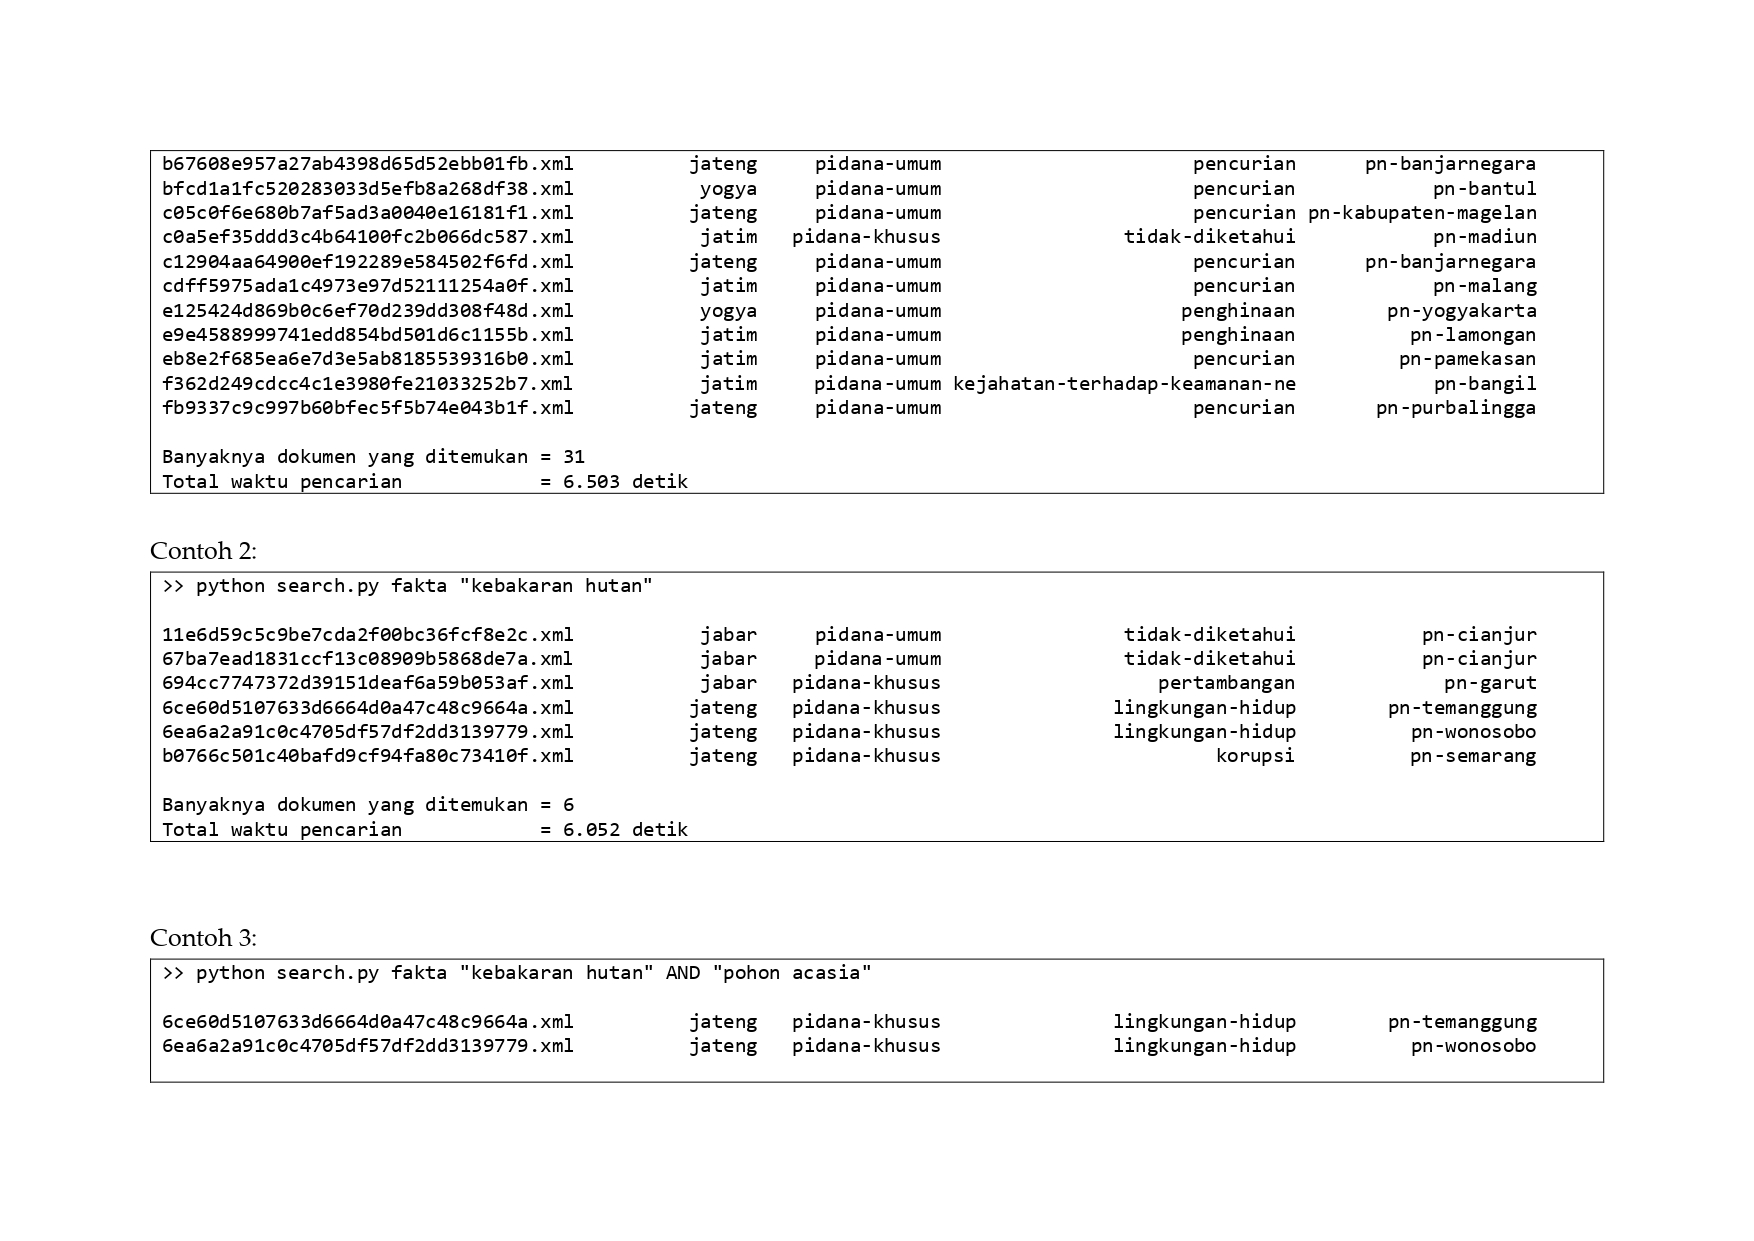 b67608e957a27ab4398d65d52ebb01fb.xml jateng pidana-umum pencurian pn-banjarnegara
bfcd1a1fc520283033d5efb8a268df38.xml yogya pidana-umum pencurian pn-bantul
c05c0f6e680b7af5ad3a0040e16181f1.xml jateng pidana-umum pencurian pn-kabupaten-magelan
c0a5ef35ddd3c4b64100fc2b066dc587.xml jatim pidana-khusus tidak-diketahui pn-madiun
c12904aa64900ef192289e584502f6fd.xml jateng pidana-umum pencurian pn-banjarnegara
cdff5975ada1c4973e97d52111254a0f.xml jatim pidana-umum pencurian pn-malang
e125424d869b0c6ef70d239dd308f48d.xml yogya pidana-umum penghinaan pn-yogyakarta
e9e4588999741edd854bd501d6c1155b.xml jatim pidana-umum penghinaan pn-lamongan
eb8e2f685ea6e7d3e5ab8185539316b0.xml jatim pidana-umum pencurian pn-pamekasan
f362d249cdcc4c1e3980fe21033252b7.xml jatim pidana-umum kejahatan-terhadap-keamanan-ne pn-bangil
fb9337c9c997b60bfec5f5b74e043b1f.xml jateng pidana-umum pencurian pn-purbalingga
Banyaknya dokumen yang ditemukan = 31
Total waktu pencarian = 6.503 detik
Contoh 2:
>> python search.py fakta "kebakaran hutan"
11e6d59c5c9be7cda2f00bc36fcf8e2c.xml jabar pidana-umum tidak-diketahui pn-cianjur
67ba7ead1831ccf13c08909b5868de7a.xml jabar pidana-umum tidak-diketahui pn-cianjur
694cc7747372d39151deaf6a59b053af.xml jabar pidana-khusus pertambangan pn-garut
6ce60d5107633d6664d0a47c48c9664a.xml jateng pidana-khusus lingkungan-hidup pn-temanggung
6ea6a2a91c0c4705df57df2dd3139779.xml jateng pidana-khusus lingkungan-hidup pn-wonosobo
b0766c501c40bafd9cf94fa80c73410f.xml jateng pidana-khusus korupsi pn-semarang
Banyaknya dokumen yang ditemukan = 6
Total waktu pencarian = 6.052 detik
Contoh 3:
>> python search.py fakta "kebakaran hutan" AND "pohon acasia"
6ce60d5107633d6664d0a47c48c9664a.xml jateng pidana-khusus lingkungan-hidup pn-temanggung
6ea6a2a91c0c4705df57df2dd3139779.xml jateng pidana-khusus lingkungan-hidup pn-wonosobo